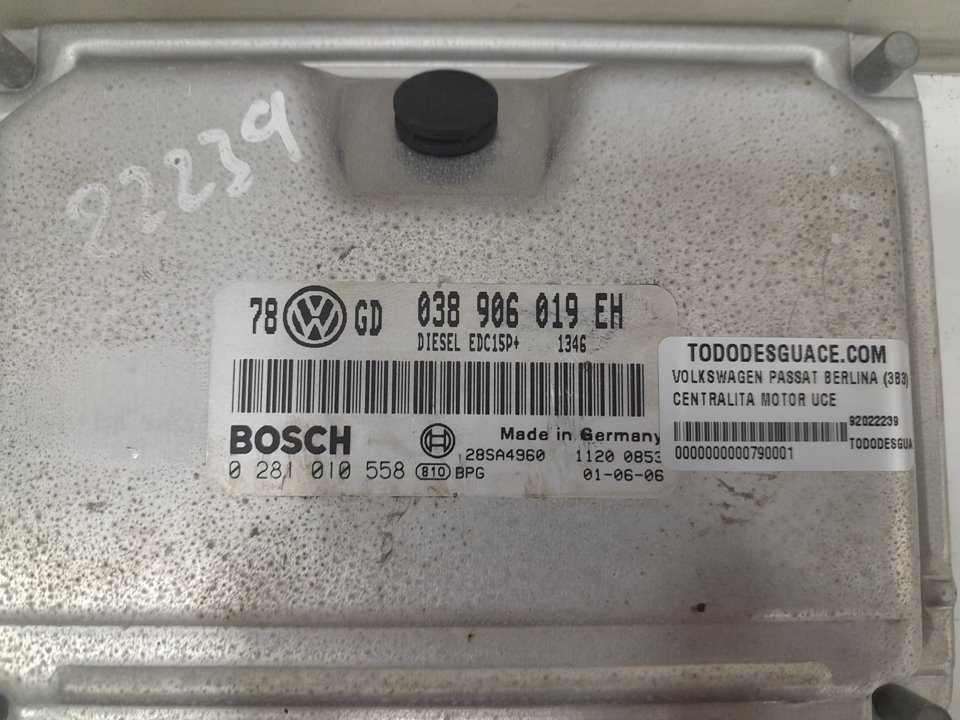 22239
78 GD 038 906 019 EH
DIESEL EDC15P+ 1346
BOSCH
Made in Germany
28SA4960 1120 0853
0 281 010 558 810 BPG 01-06-06
TODODESGUACE.COM
VOLKSWAGEN PASSAT BERLINA (3B3)
CENTRALITA MOTOR UCE
92022239
0000000000790001
TODODESGUA